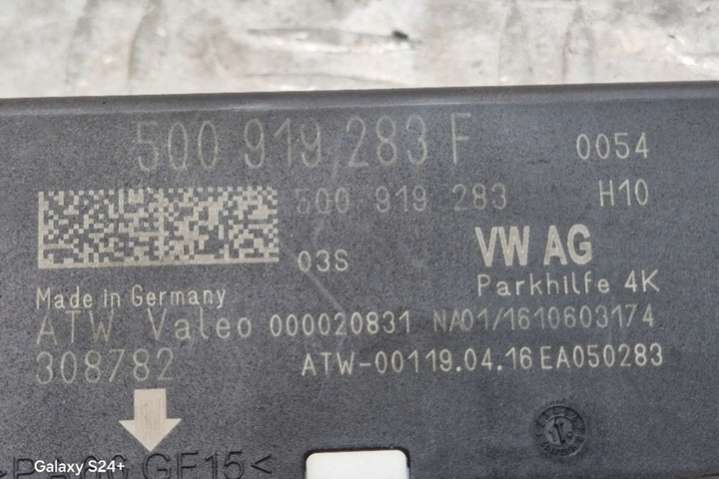 5Q0 919 283 F 0054
5Q0 919 283 H10
03S VW AG
Parkhilfe 4K
Made in Germany
ATW Valeo 000020831 NA01/1610603174
308782 ATW-00119.04.16 EA050283
GF15<
Galaxy S24+